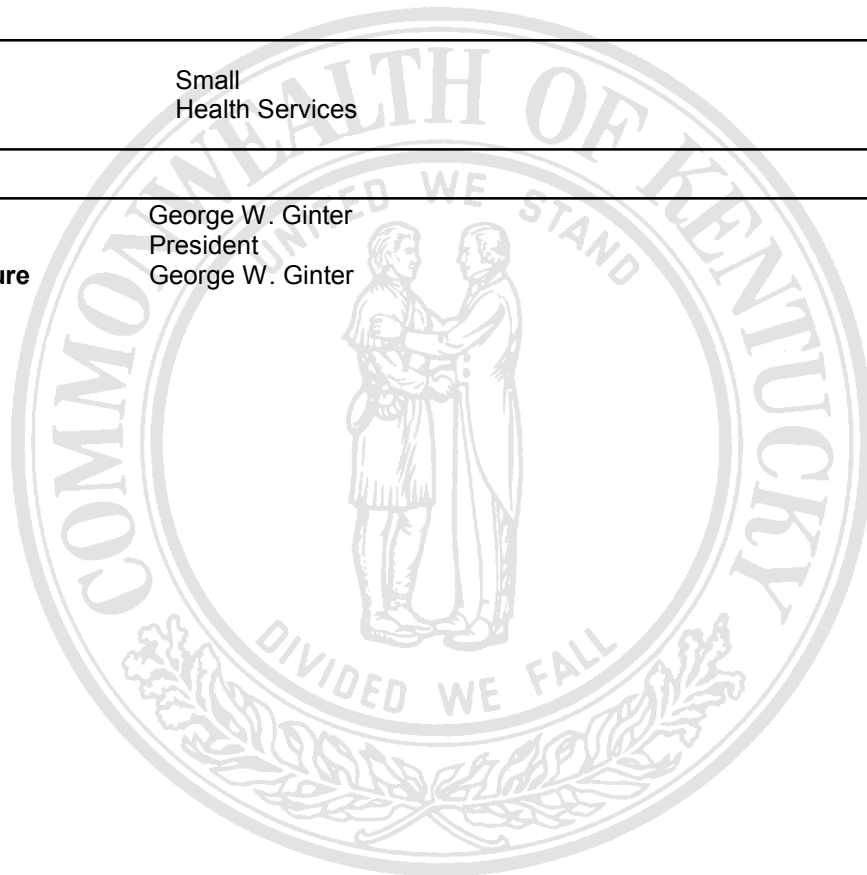 Small
Health Services
George W. Ginter
President
ure George W. Ginter
COMMONWEALTH OF KENTUCKY
UNITED WE STAND
DIVIDED WE FALL